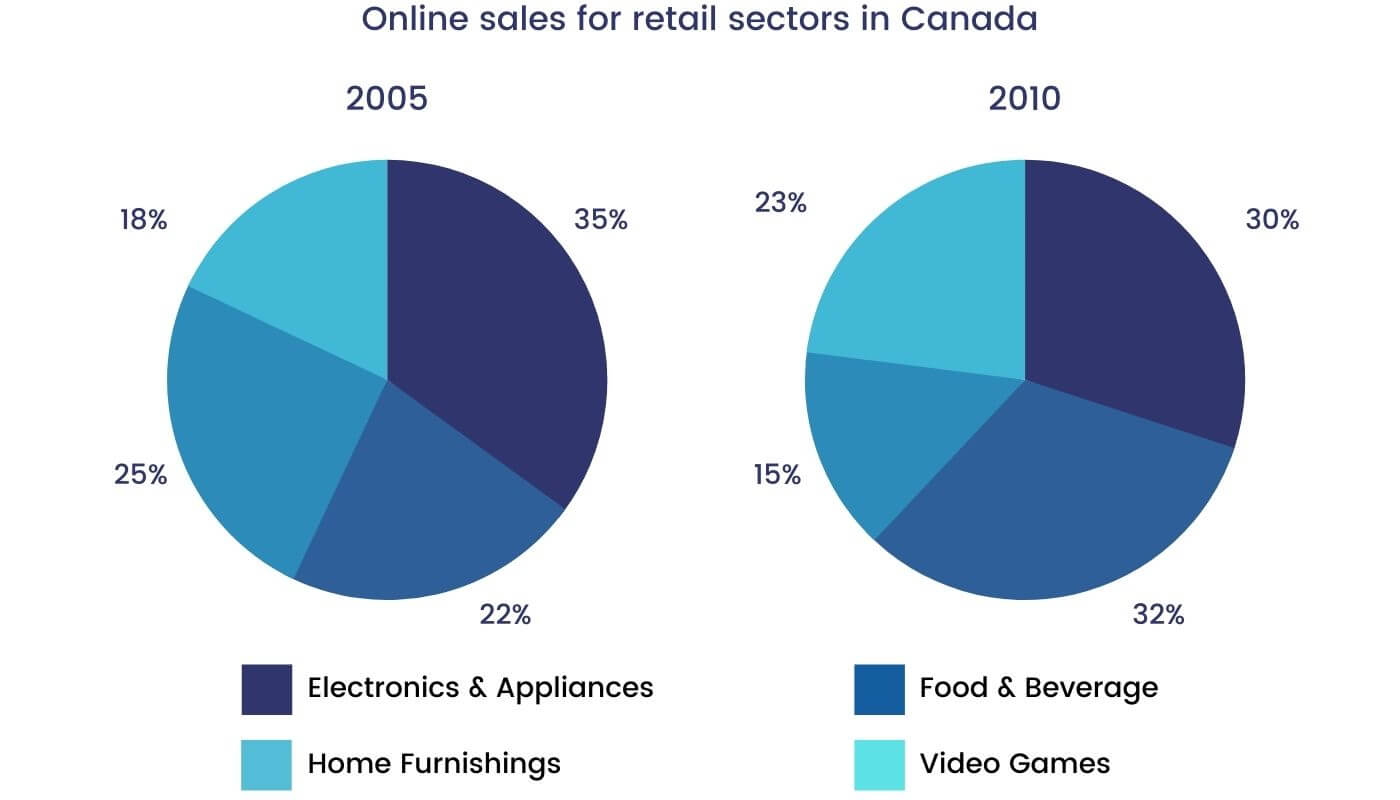 Online sales for retail sectors in Canada
2005
2010
18%
35%
25%
22%
23%
30%
15%
32%
Electronics & Appliances
Food & Beverage
Home Furnishings
Video Games